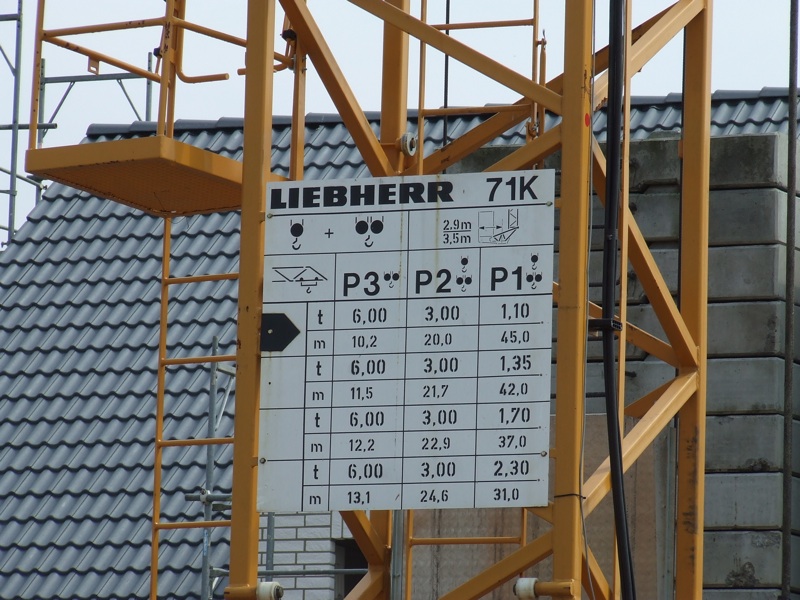 LIEBHERR 71K
+ 2.9m
3,5m
P3 P2 P1
t 6,00 3,00 1,10
m 10,2 20,0 45,0
t 6,00 3,00 1,35
m 11,5 21,7 42,0
t 6,00 3,00 1,70
m 12,2 22,9 37,0
t 6,00 3,00 2,30
m 13,1 24,6 31,0